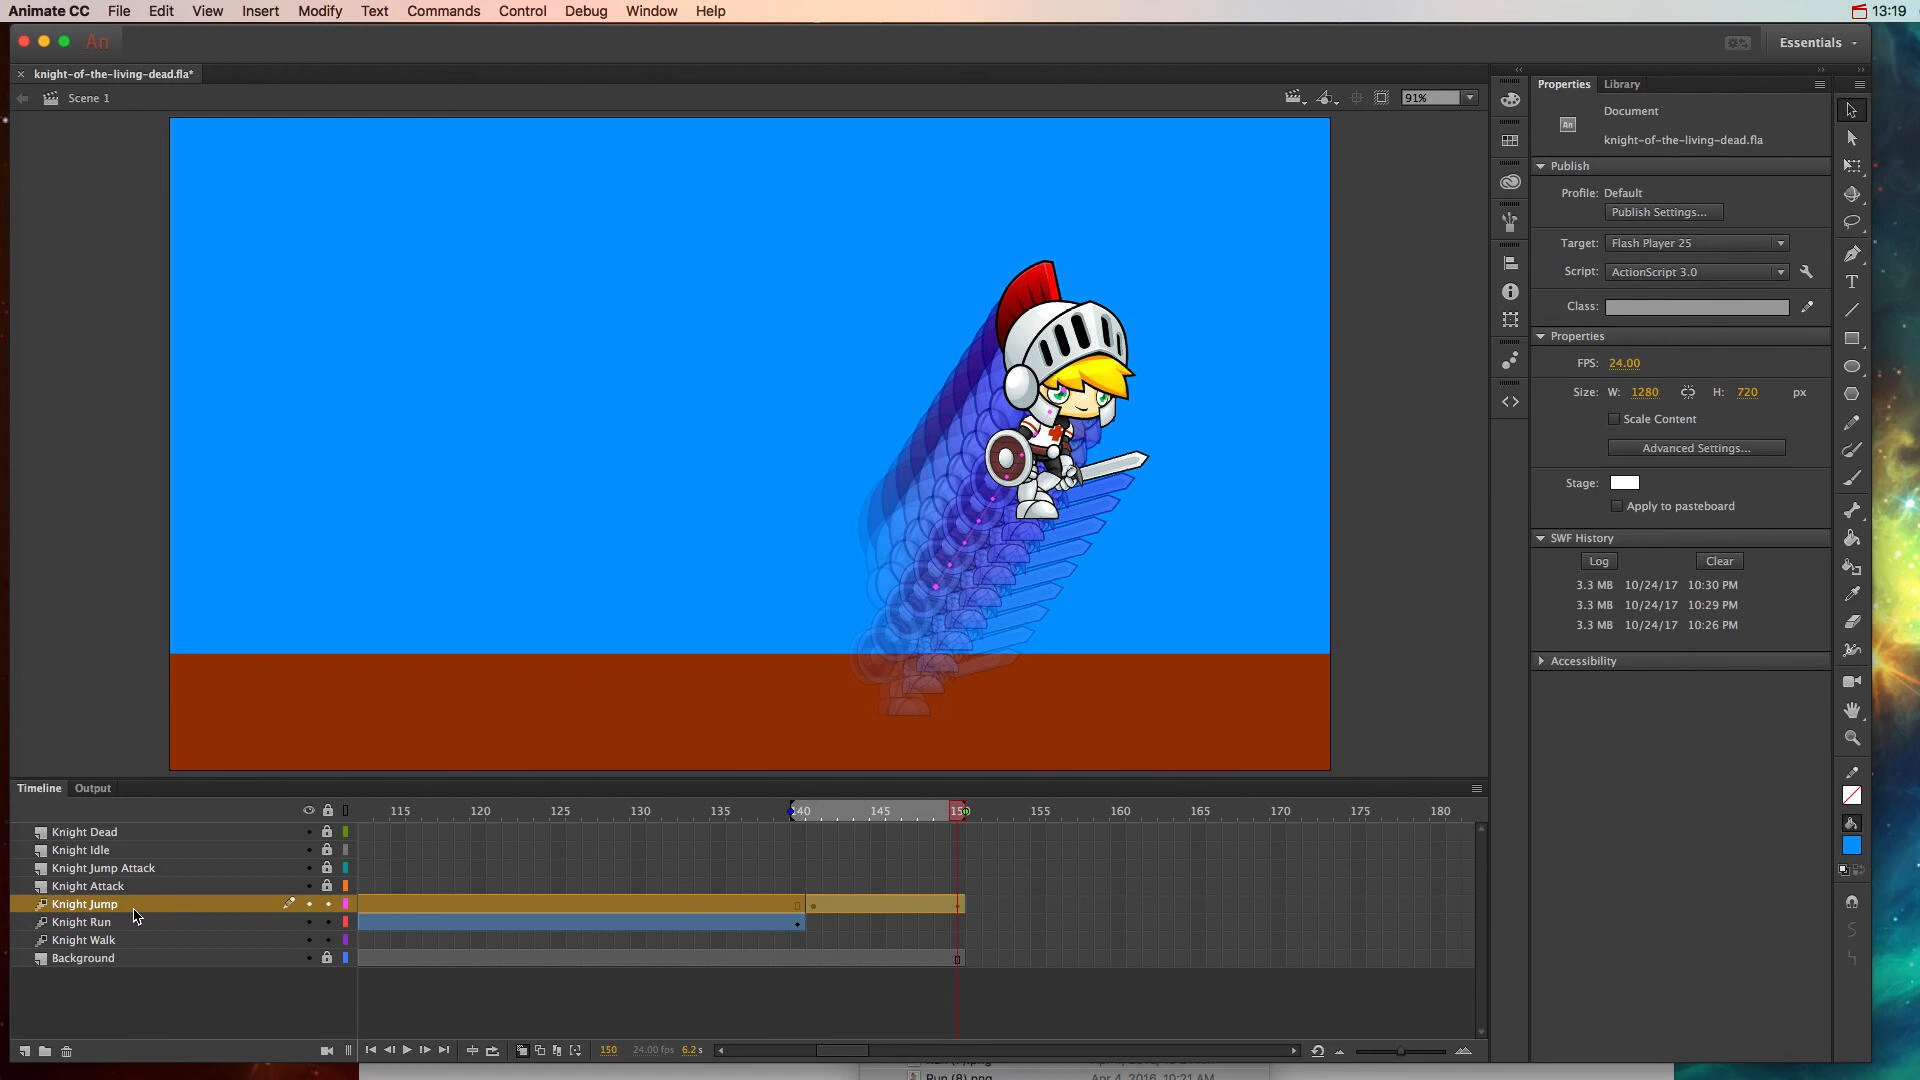 Animate CC File Edit View Insert Modify Text Commands Control Debug Window Help 13:19
An Essentials
knight-of-the-living-dead.fla*
Scene 1 91%
Properties Library
Document
An knight-of-the-living-dead.fla
Publish
Profile: Default
Publish Settings...
Target: Flash Player 25
Script: ActionScript 3.0
Class:
Properties
FPS: 24.00
Size: W: 1280 H: 720 px
Scale Content
Advanced Settings...
Stage:
Apply to pasteboard
SWF History
Log Clear
3.3 MB 10/24/17 10:30 PM
3.3 MB 10/24/17 10:29 PM
3.3 MB 10/24/17 10:26 PM
Accessibility
Timeline Output
115 120 125 130 135 140 145 150 155 160 165 170 175 180
Knight Dead
Knight Idle
Knight Jump Attack
Knight Attack
Knight Jump
Knight Run
Knight Walk
Background
150 24.00 fps 6.2 s
Run (8).png Apr 4, 2016, 10:21 AM